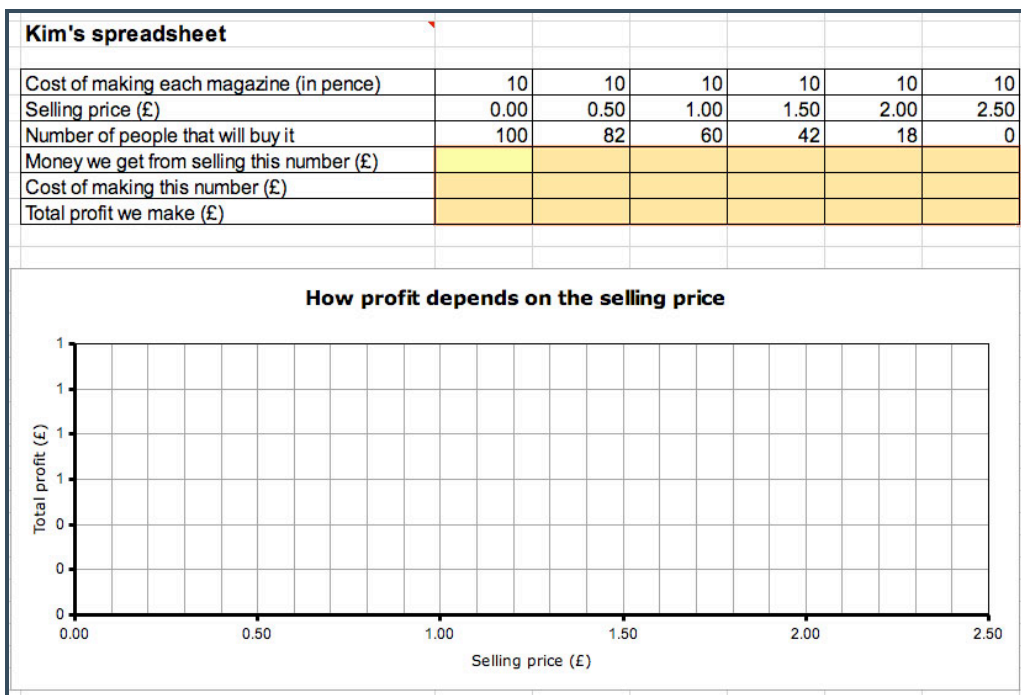 Kim's spreadsheet
Cost of making each magazine (in pence) 10 10 10 10 10 10
Selling price (£) 0.00 0.50 1.00 1.50 2.00 2.50
Number of people that will buy it 100 82 60 42 18 0
Money we get from selling this number (£)
Cost of making this number (£)
Total profit we make (£)
How profit depends on the selling price
Total profit (£)
1
1
1
1
0
0
0
0.00 0.50 1.00 1.50 2.00 2.50
Selling price (£)